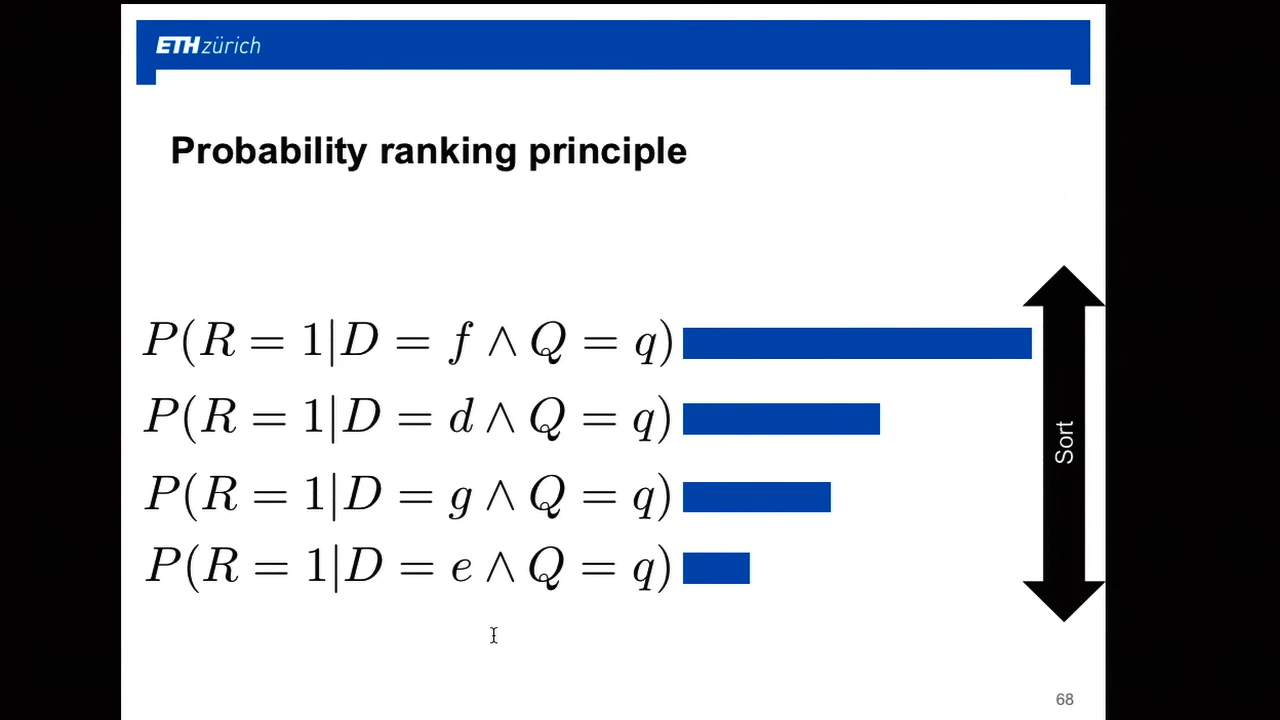 ETH zürich
Probability ranking principle
P(R = 1|D = f ∧ Q = q)
P(R = 1|D = d ∧ Q = q)
P(R = 1|D = g ∧ Q = q)
P(R = 1|D = e ∧ Q = q)
Sort
68